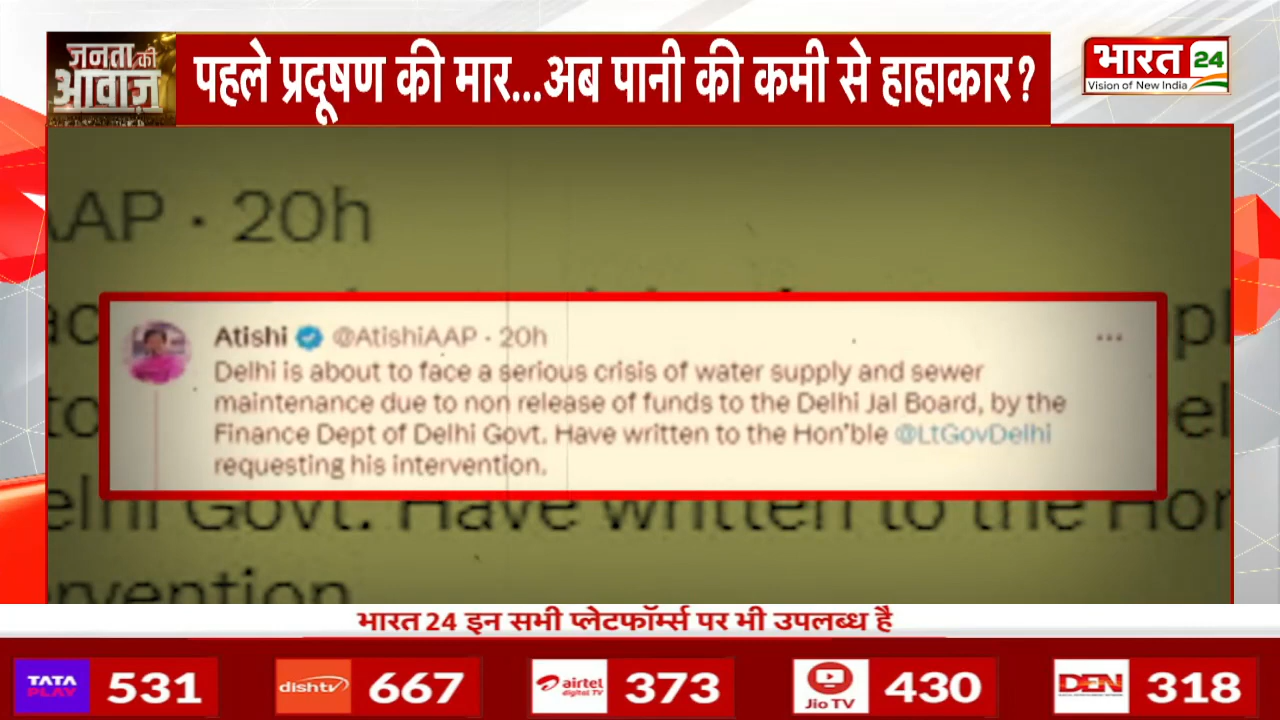 जनता की
आवाज़
पहले प्रदूषण की मार...अब पानी की कमी से हाहाकार?
भारत 24
Vision of New India
AAP · 20h
Atishi @AtishiAAP · 20h
Delhi is about to face a serious crisis of water supply and sewer
maintenance due to non release of funds to the Delhi Jal Board, by the
Finance Dept of Delhi Govt. Have written to the Hon'ble @LtGovDelhi
requesting his intervention.
elhi Govt. Have written to the Hor
ervention
भारत 24 इन सभी प्लेटफॉर्म्स पर भी उपलब्ध है
TATA
PLAY
531
dishtv
667
airtel
digital TV
373
JioTV
430
DEN
318